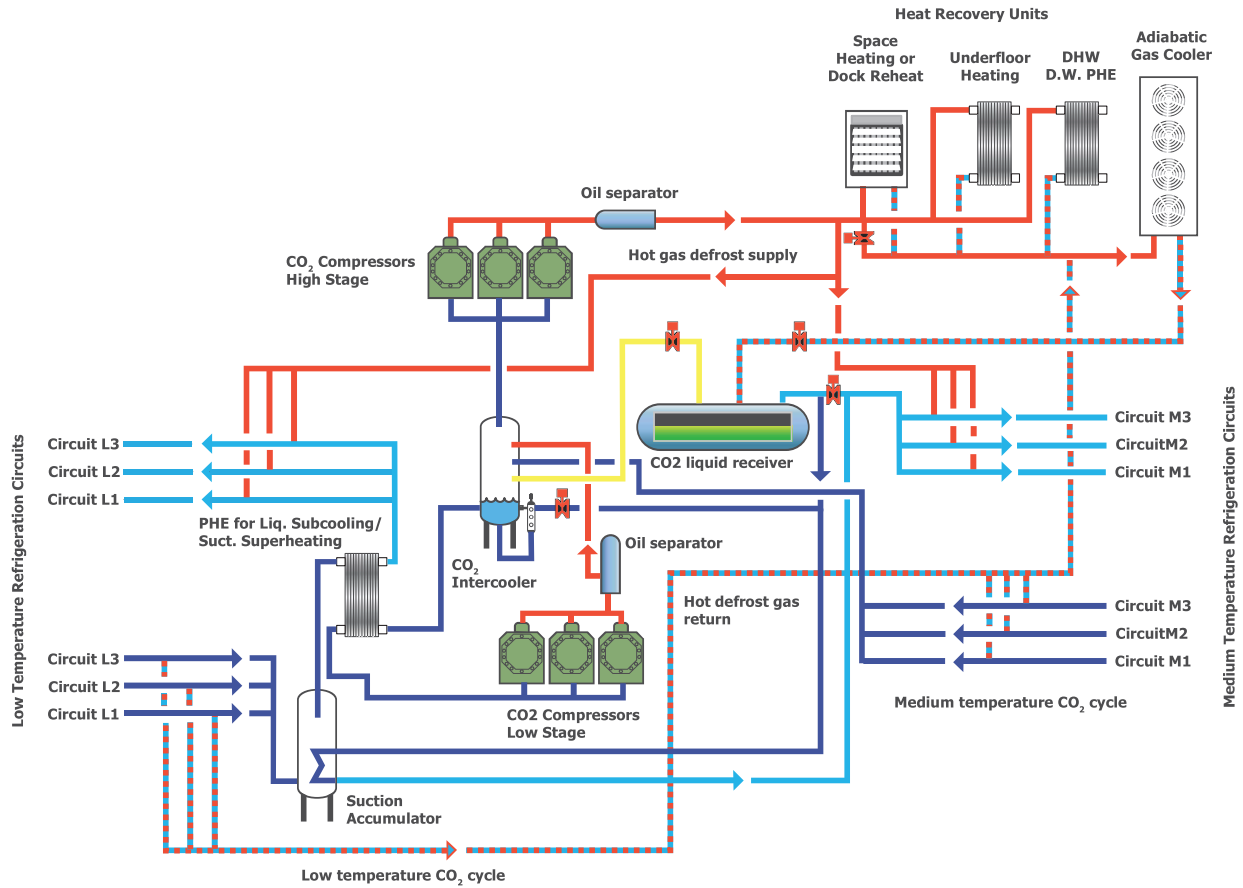 Heat Recovery Units
Space
Heating or
Dock Reheat
Underfloor
Heating
DHW
D.W. PHE
Adiabatic
Gas Cooler
Oil separator
CO₂ Compressors
High Stage
Hot gas defrost supply
Low Temperature Refrigeration Circuits
Circuit L3
Circuit L2
Circuit L1
PHE for Liq. Subcooling/
Suct. Superheating
CO2 liquid receiver
Circuit M3
CircuitM2
Circuit M1
Medium Temperature Refrigeration Circuits
CO₂
Intercooler
Oil separator
Hot defrost gas
return
Circuit M3
CircuitM2
Circuit M1
Medium temperature CO₂ cycle
Circuit L3
Circuit L2
Circuit L1
CO2 Compressors
Low Stage
Suction
Accumulator
Low temperature CO₂ cycle